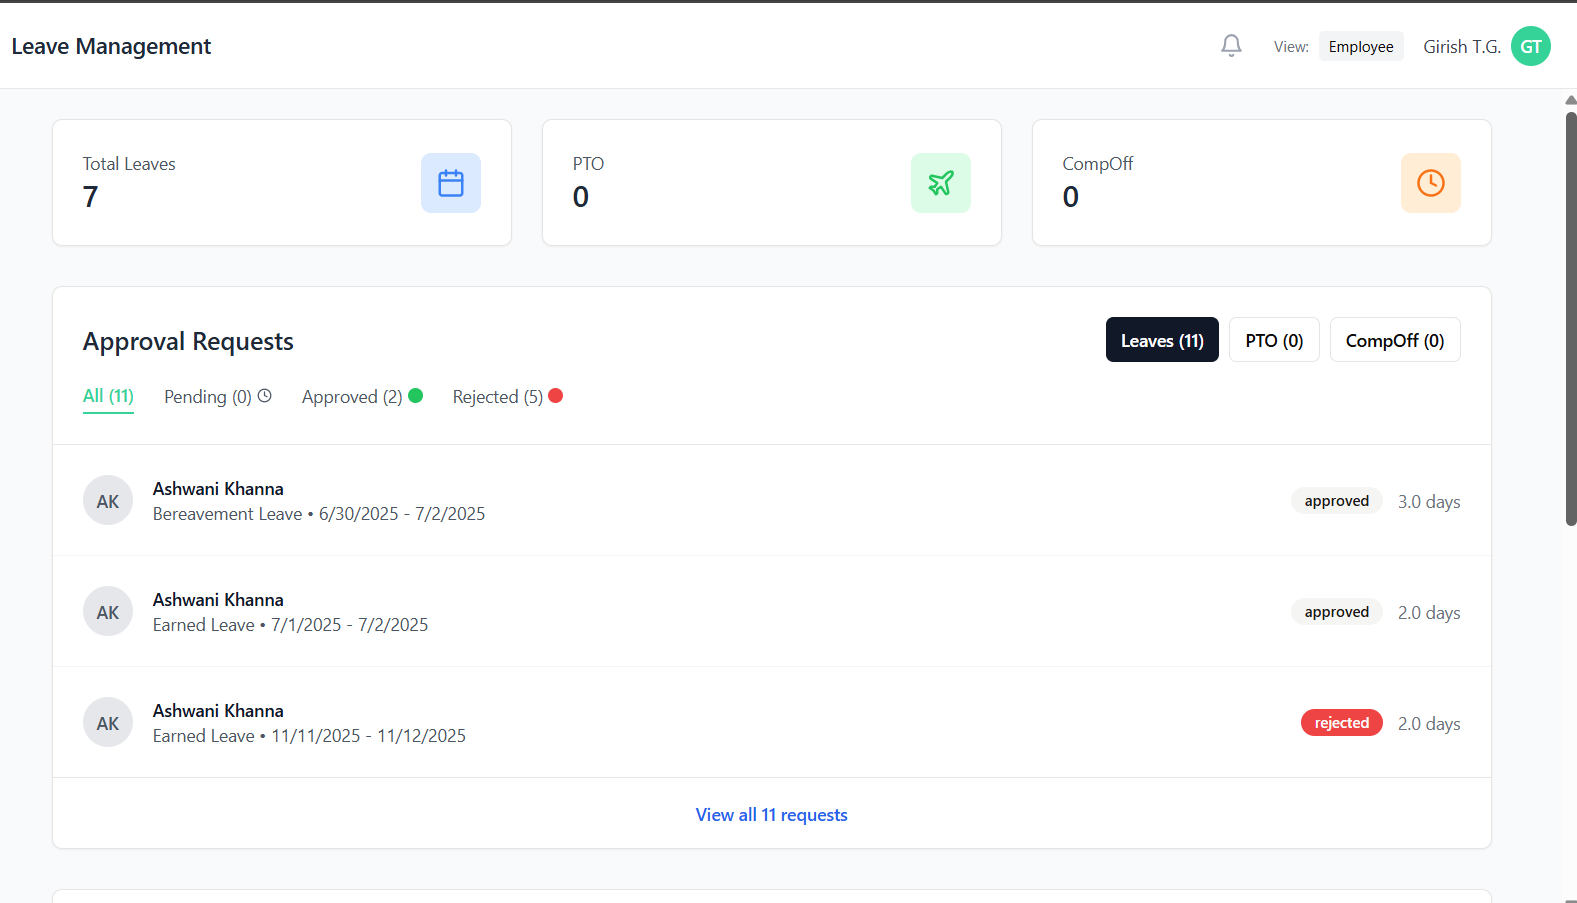 Leave Management
View: Employee Girish T.G. GT
Total Leaves
7
PTO
0
CompOff
0
Approval Requests
Leaves (11) PTO (0) CompOff (0)
All (11) Pending (0) Approved (2) Rejected (5)
AK
Ashwani Khanna
Bereavement Leave • 6/30/2025 - 7/2/2025
approved 3.0 days
AK
Ashwani Khanna
Earned Leave • 7/1/2025 - 7/2/2025
approved 2.0 days
AK
Ashwani Khanna
Earned Leave • 11/11/2025 - 11/12/2025
rejected 2.0 days
View all 11 requests